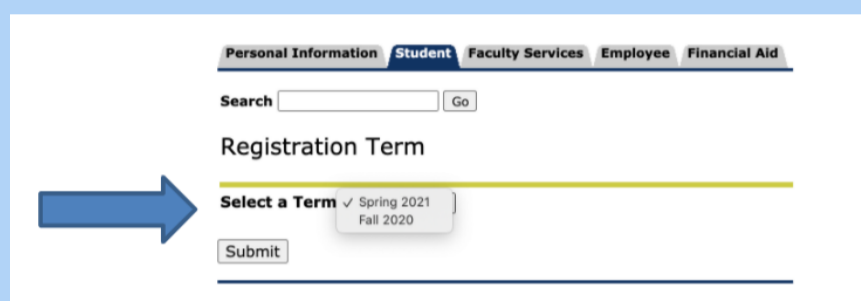 Personal Information Student Faculty Services Employee Financial Aid
Search Go
Registration Term
Select a Term ✓ Spring 2021
Fall 2020
Submit